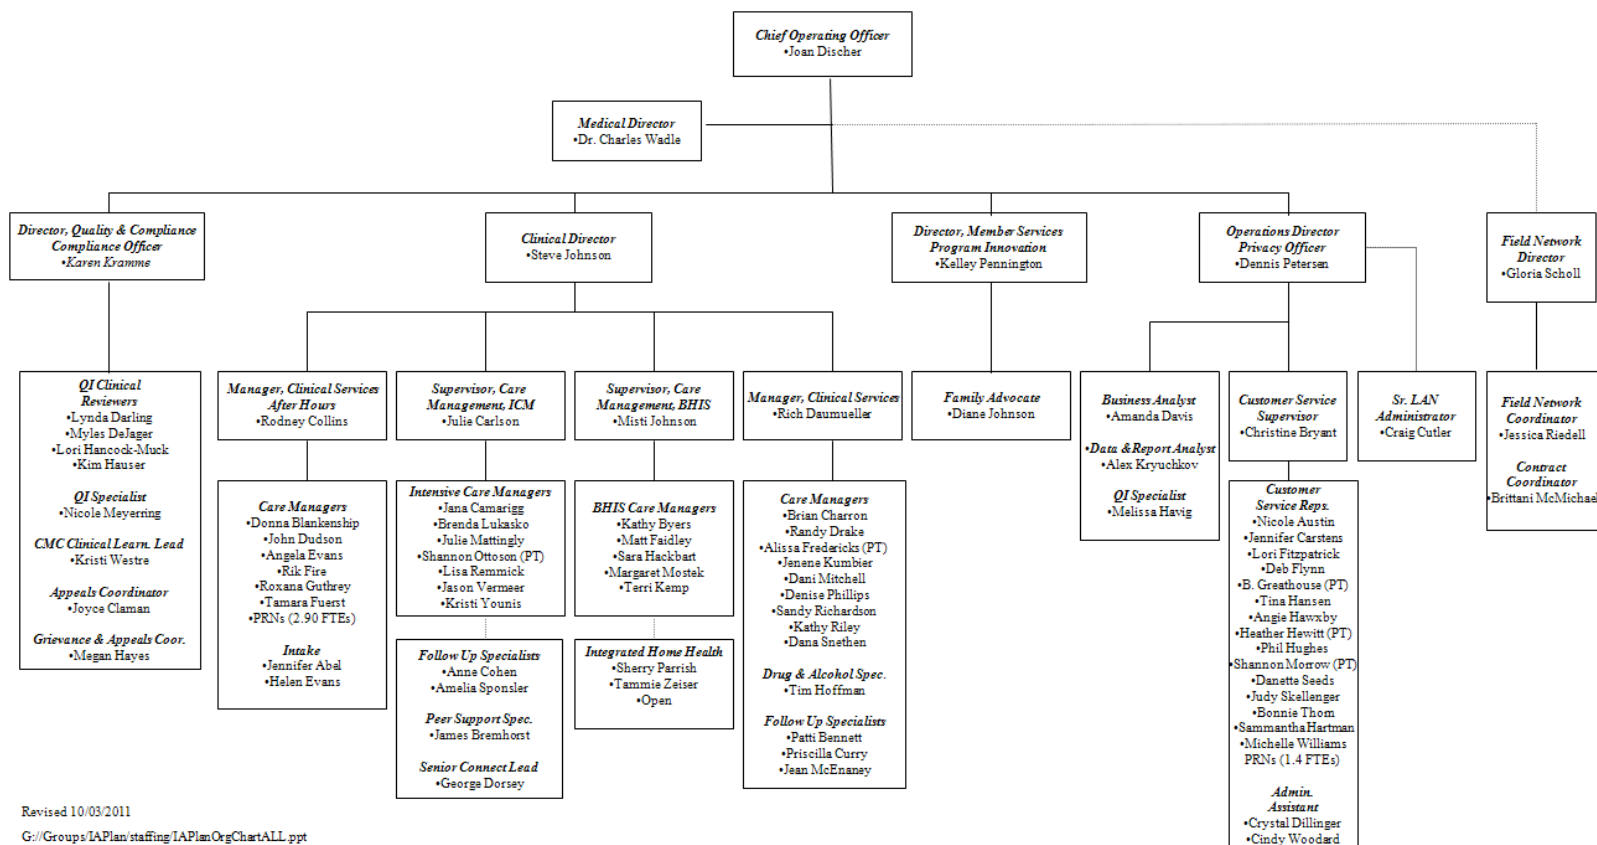 Chief Operating Officer
•Joan Discher
Medical Director
•Dr. Charles Wadle
Director, Quality & Compliance
Compliance Officer
•Karen Kramme
Clinical Director
•Steve Johnson
Director, Member Services
Program Innovation
•Kelley Pennington
Operations Director
Privacy Officer
•Dennis Petersen
Field Network
Director
•Gloria Scholl
QI Clinical
Reviewers
•Lynda Darling
•Myles DeJager
•Lori Hancock-Muck
•Kim Hauser
QI Specialist
•Nicole Meyerring
CMC Clinical Learn. Lead
•Kristi Westre
Appeals Coordinator
•Joyce Claman
Grievance & Appeals Coor.
•Megan Hayes
Manager, Clinical Services
After Hours
•Rodney Collins
Care Managers
•Donna Blankenship
•John Dudson
•Angela Evans
•Rik Fire
•Roxana Guthrey
•Tamara Fuerst
•PRNs (2.90 FTEs)
Intake
•Jennifer Abel
•Helen Evans
Supervisor, Care
Management, ICM
•Julie Carlson
Intensive Care Managers
•Jana Camarigg
•Brenda Lukasko
•Julie Mattingly
•Shannon Ottoson (PT)
•Lisa Remmick
•Jason Vermeer
•Kristi Younis
Follow Up Specialists
•Anne Cohen
•Amelia Sponsler
Peer Support Spec.
•James Bremhorst
Senior Connect Lead
•George Dorsey
Supervisor, Care
Management, BHIS
•Misti Johnson
BHIS Care Managers
•Kathy Byers
•Matt Faidley
•Sara Hackbart
•Margaret Mostek
•Terri Kemp
Integrated Home Health
•Sherry Parrish
•Tammie Zeiser
•Open
Manager, Clinical Services
•Rich Daumueller
Care Managers
•Brian Charron
•Randy Drake
•Alissa Fredericks (PT)
•Jenene Kumbier
•Dani Mitchell
•Denise Phillips
•Sandy Richardson
•Kathy Riley
•Dana Snethen
Drug & Alcohol Spec.
•Tim Hoffman
Follow Up Specialists
•Patti Bennett
•Priscilla Curry
•Jean McEnaney
Family Advocate
•Diane Johnson
Business Analyst
•Amanda Davis
•Data & Report Analyst
•Alex Kryuchkov
QI Specialist
•Melissa Havig
Customer Service
Supervisor
•Christine Bryant
Customer
Service Reps.
•Nicole Austin
•Jennifer Carstens
•Lori Fitzpatrick
•Deb Flynn
•B. Greathouse (PT)
•Tina Hansen
•Angie Hawxby
•Heather Hewitt (PT)
•Phil Hughes
•Shannon Morrow (PT)
•Danette Seeds
•Judy Skellenger
•Bonnie Thorn
•Sammantha Hartman
•Michelle Williams
PRNs (1.4 FTEs)
Admin.
Assistant
•Crystal Dillinger
•Cindy Woodard
Sr. LAN
Administrator
•Craig Cutler
Field Network
Coordinator
•Jessica Riedell
Contract
Coordinator
•Brittani McMichael
Revised 10/03/2011
G://Groups/IAPlan/staffing/IAPlanOrgChartALL.ppt